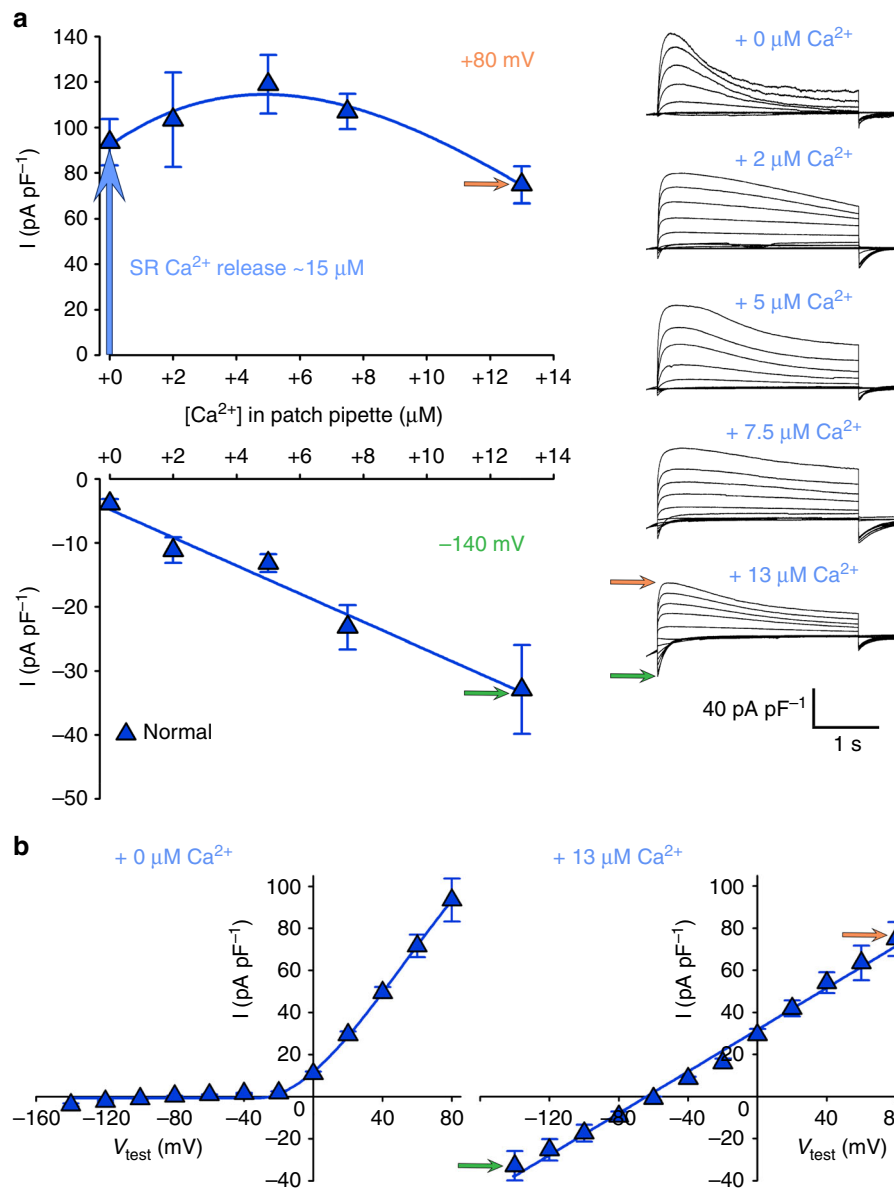 a
140
120
100
80
60
40
20
0
I (pA pF⁻¹)
+80 mV
SR Ca²⁺ release ~15 μM
+0 +2 +4 +6 +8 +10 +12 +14
[Ca²⁺] in patch pipette (μM)
+0 +2 +4 +6 +8 +10 +12 +14
0
−10
−20
−30
−40
−50
I (pA pF⁻¹)
−140 mV
Normal
+ 0 μM Ca²⁺
+ 2 μM Ca²⁺
+ 5 μM Ca²⁺
+ 7.5 μM Ca²⁺
+ 13 μM Ca²⁺
40 pA pF⁻¹
1 s
b
+ 0 μM Ca²⁺
100
80
60
40
20
0
−20
−40
I (pA pF⁻¹)
−160 −120 −80 −40 40 80
V test (mV)
+ 13 μM Ca²⁺
100
80
60
40
20
0
−20
−40
I (pA pF⁻¹)
−120 −80 −40 40 8
V test (mV)